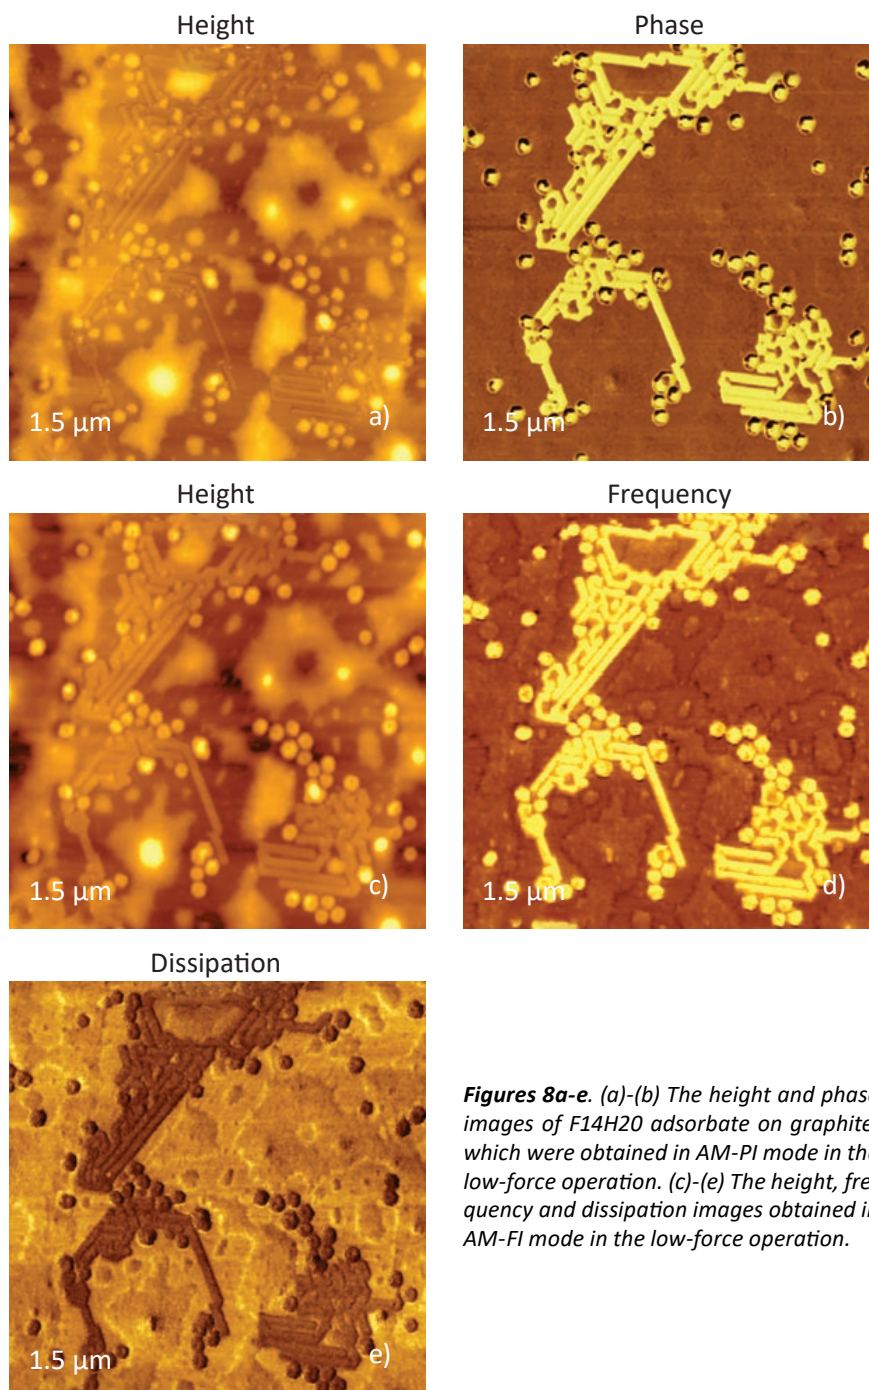 Height
Phase
1.5 µm
a)
1.5 µm
b)
Height
Frequency
1.5 µm
c)
1.5 µm
d)
Dissipation
1.5 µm
e)
Figures 8a-e. (a)-(b) The height and phase
images of F14H20 adsorbate on graphite
which were obtained in AM-PI mode in the
low-force operation. (c)-(e) The height, fre
quency and dissipation images obtained i
AM-FI mode in the low-force operation.